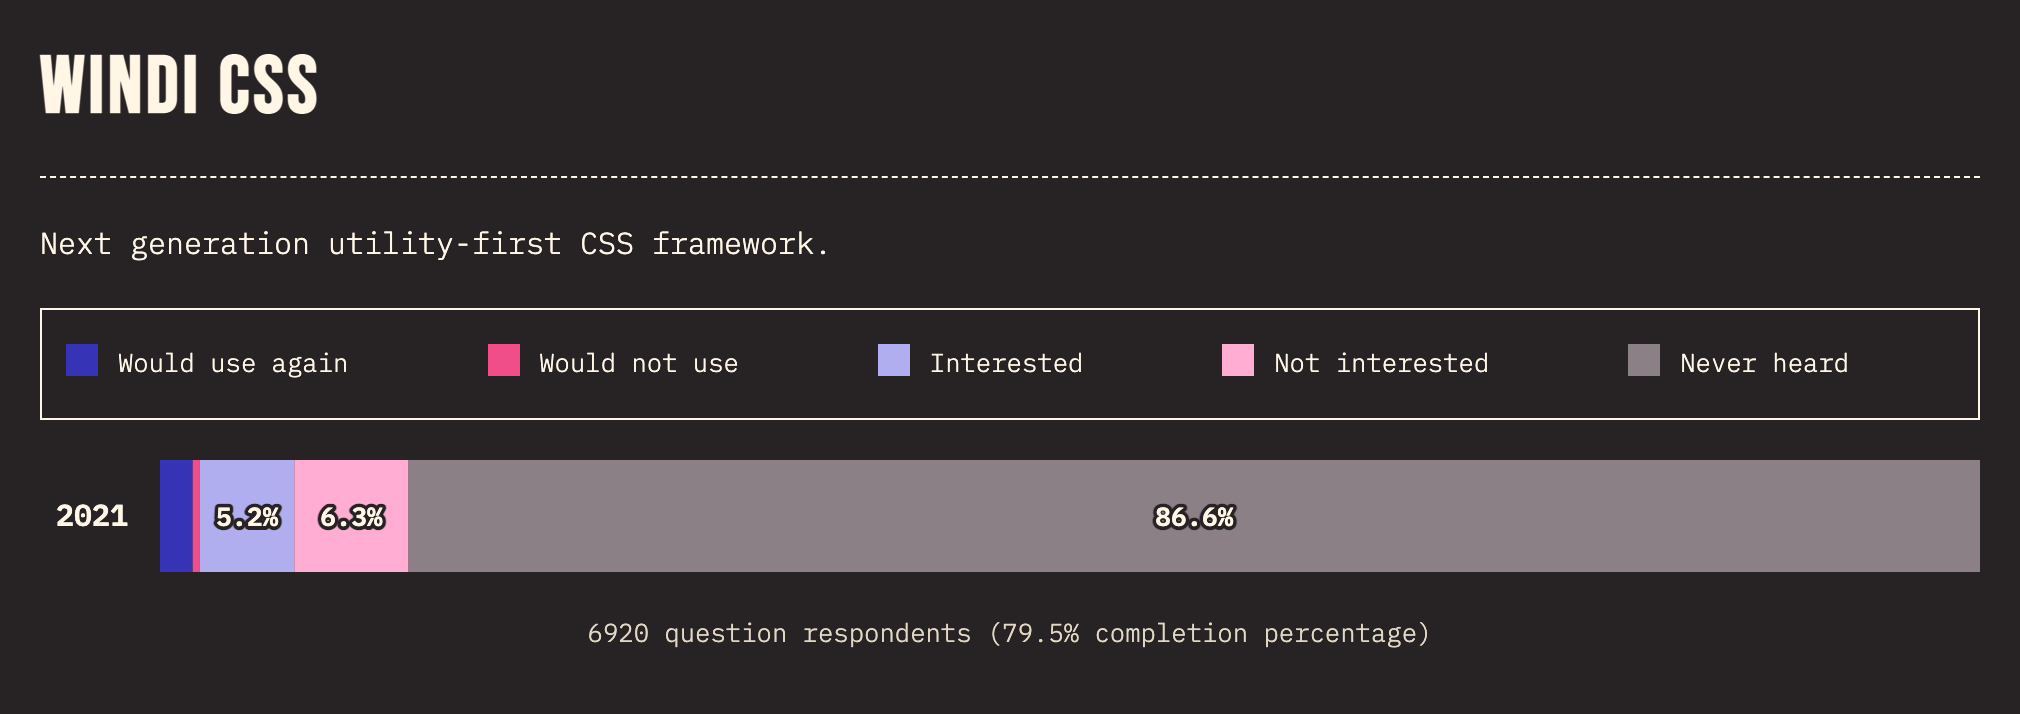 WINDI CSS
Next generation utility-first CSS framework.
Would use again Would not use Interested Not interested Never heard
2021 5.2% 6.3% 86.6%
6920 question respondents (79.5% completion percentage)